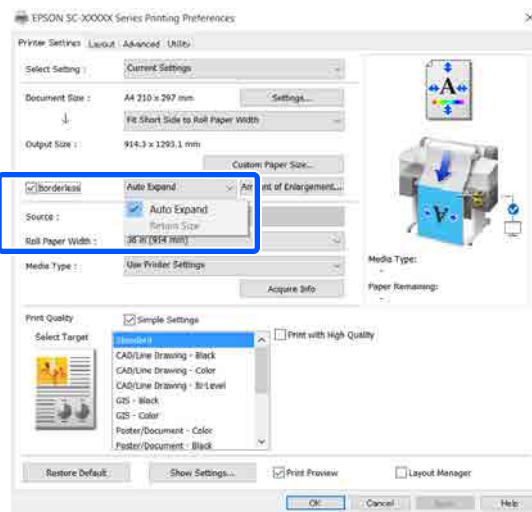 EPSON SC-XXXXX Series Printing Preferences
Printer Settings Layout Advanced Utility
Select Setting : Current Settings
Document Size : A4 210 x 297 mm Settings...
Fit Short Side to Roll Paper Width
Output Size : 914.3 x 1293.1 mm
Custom Paper Size...
Borderless Auto Expand Amount of Enlargement...
Auto Expand
Source :
Retain Size
Roll Paper Width : 36 in (914 mm)
Media Type : Use Printer Settings
Acquire Info
A
Media Type:
-
Paper Remaining:
-
Print Quality Simple Settings
Select Target Standard Print with High Quality
CAD/Line Drawing - Black
CAD/Line Drawing - Color
CAD/Line Drawing - Bi-Level
GIS - Black
GIS - Color
Poster/Document - Color
Poster/Document - Black
Restore Default Show Settings... Print Preview Layout Manager
OK Cancel Help